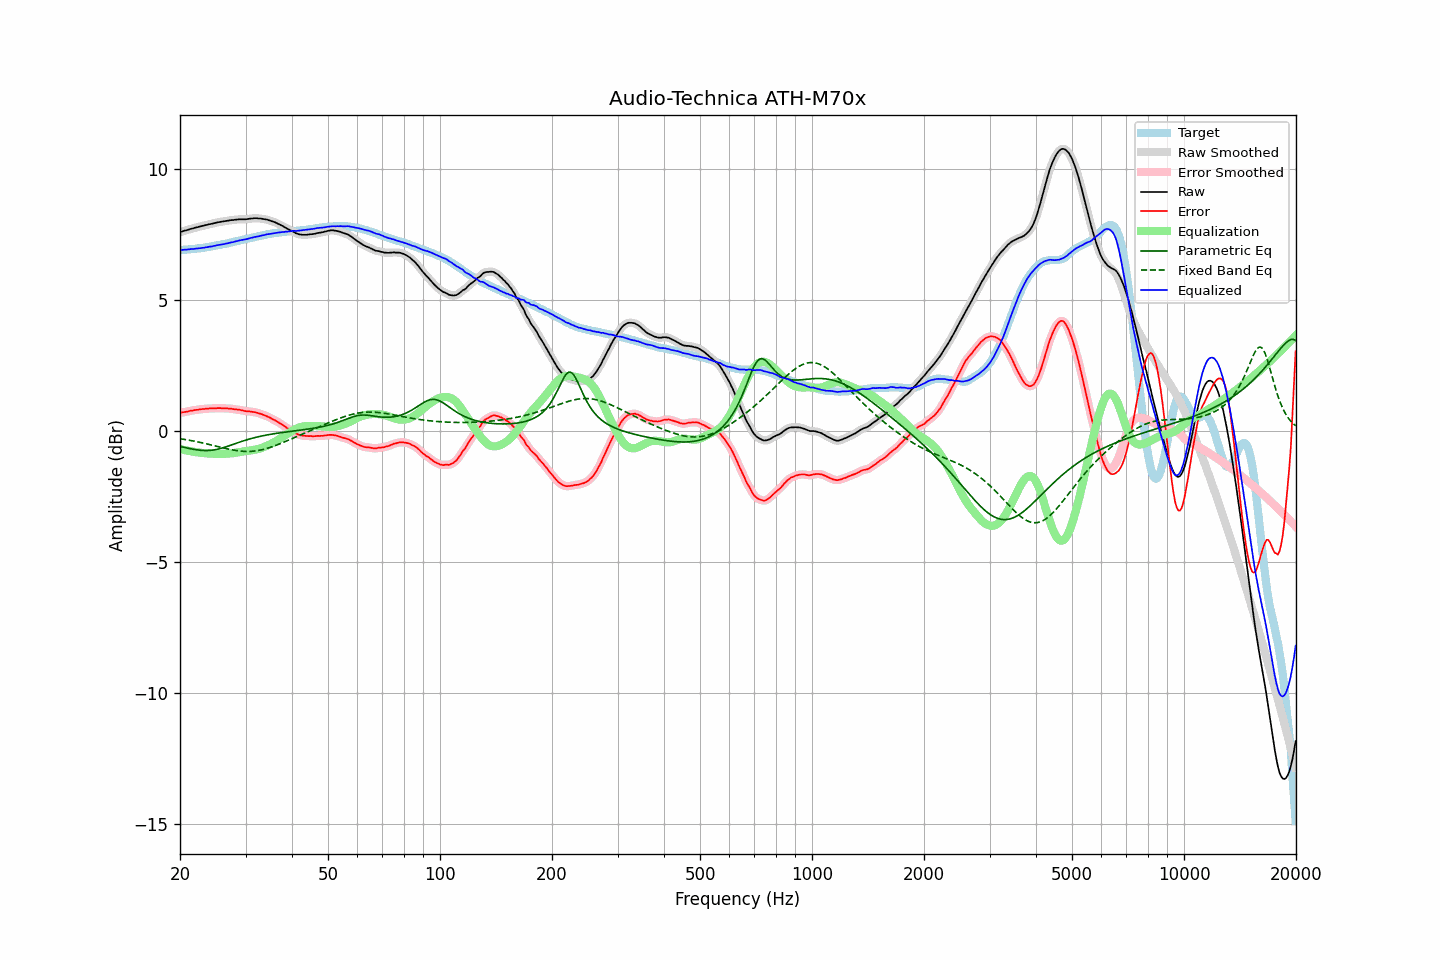 Audio-Technica ATH-M70x
Target
Raw Smoothed
Error Smoothed
Raw
Error
Equalization
Parametric Eq
Fixed Band Eq
Equalized
10
5
0
−5
−10
−15
Amplitude (dBr)
20 50 100 200 500 1000 2000 5000 10000 20000
Frequency (Hz)